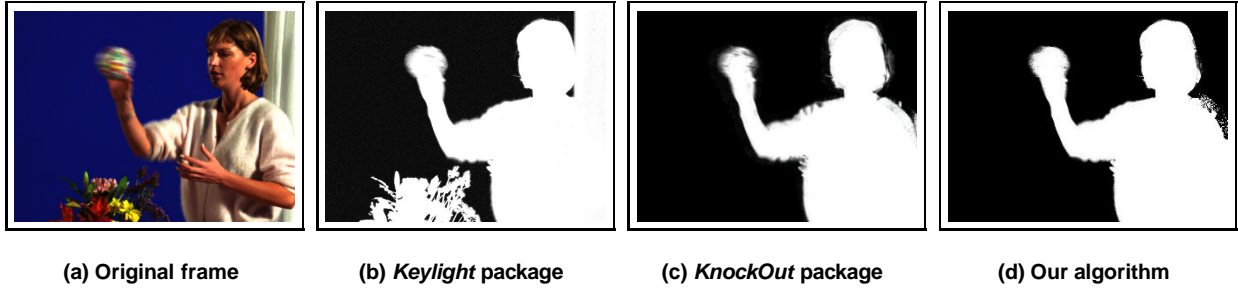 (a) Original frame
(b) Keylight package
(c) KnockOut package
(d) Our algorithm